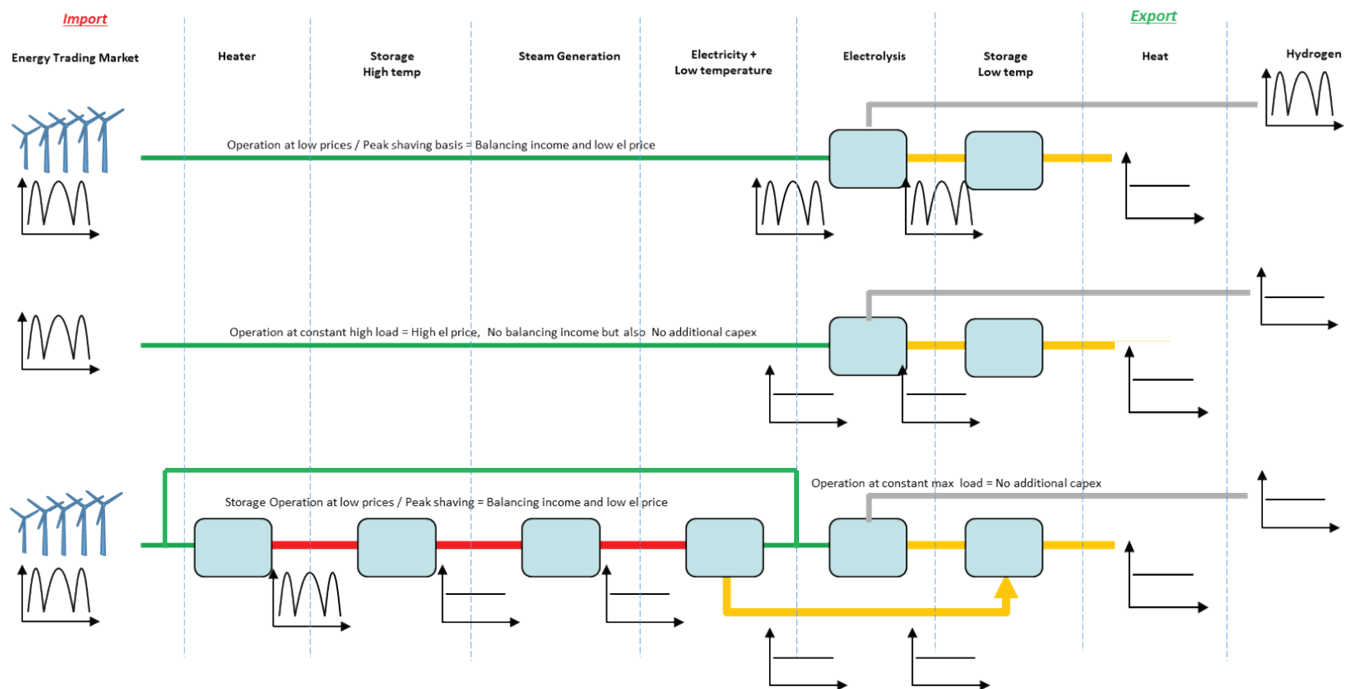 Import
Export
Energy Trading Market
Heater
Storage
High temp
Steam Generation
Electricity +
Low temperature
Electrolysis
Storage
Low temp
Heat
Hydrogen
Operation at low prices / Peak shaving basis = Balancing income and low el price
Operation at constant high load = High el price, No balancing income but also No additional capex
Operation at constant max load = No additional capex
Storage Operation at low prices / Peak shaving = Balancing income and low el price